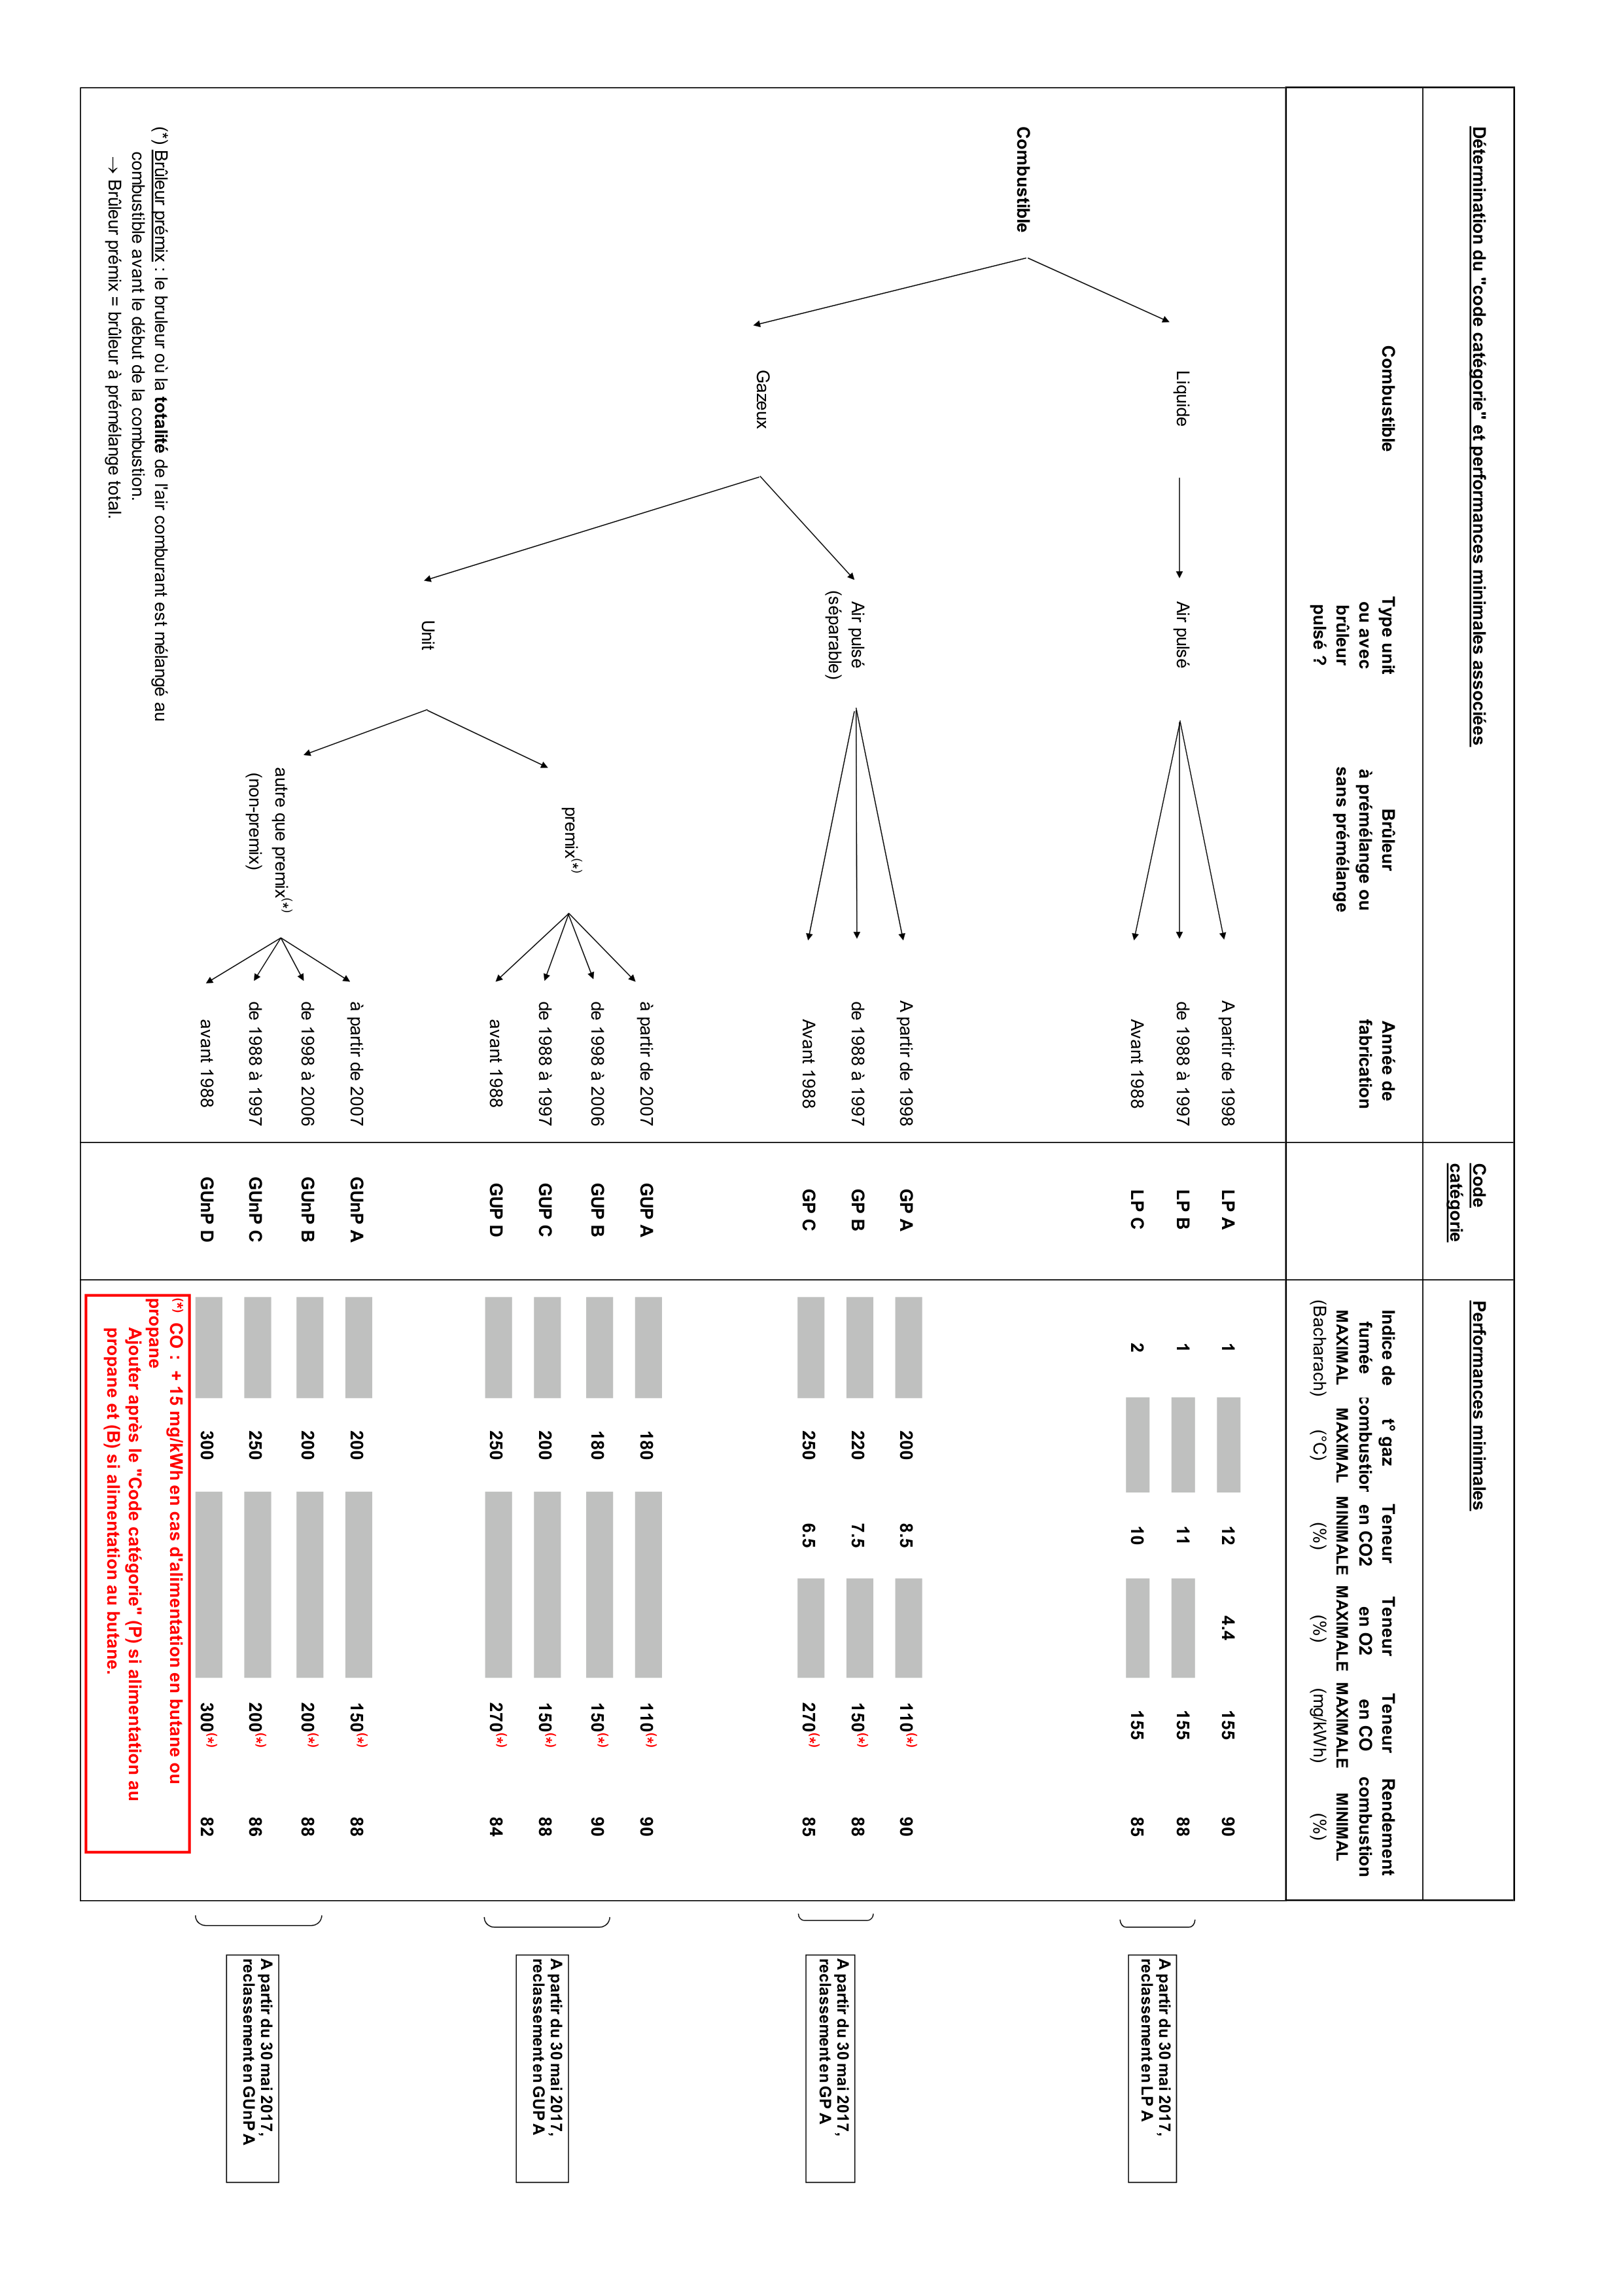 Détermination du "code catégorie" et performances minimales associées
Code
catégorie
Performances minimales
Combustible
Type unit
ou avec
brûleur
pulsé ?
Brûleur
à prémélange ou
sans prémélange
Année de
fabrication
Indice de
fumée
MAXIMAL
(Bacharach)
t° gaz
combustior
MAXIMAL
(°C)
Teneur
en CO2
MINIMALE
(%)
Teneur
en O2
MAXIMALE
(%)
Teneur
en CO
MAXIMALE
(mg/kWh)
Rendement
combustion
MINIMAL
(%)
A partir de 1998 LP A 1 12 4.4 155 90
Liquide Air pulsé de 1988 à 1997 LP B 1 11 155 88
Avant 1988 LP C 2 10 155 85
A partir du 30 mai 2017,
reclassement en LP A
Combustible
A partir de 1998 GP A 200 8.5 110(*) 90
Air pulsé de 1988 à 1997 GP B 220 7.5 150(*) 88
(séparable)
Avant 1988 GP C 250 6.5 270(*) 85
A partir du 30 mai 2017,
reclassement en GP A
Gazeux
à partir de 2007 GUP A 180 110(*) 90
de 1998 à 2006 GUP B 180 150(*) 90
premix(*)
de 1988 à 1997 GUP C 200 150(*) 88
avant 1988 GUP D 250 270(*) 84
A partir du 30 mai 2017,
reclassement en GUP A
Unit
à partir de 2007 GUnP A 200 150(*) 88
de 1998 à 2006 GUnP B 200 200(*) 88
autre que premix(*)
(non-premix)
de 1988 à 1997 GUnP C 250 200(*) 86
avant 1988 GUnP D 300 300(*) 82
A partir du 30 mai 2017,
reclassement en GUnP A
(*) Brûleur prémix : le bruleur où la totalité de l'air comburant est mélangé au
combustible avant le début de la combustion.
→ Brûleur prémix = brûleur à prémélange total.
(*) CO : + 15 mg/kWh en cas d'alimentation en butane ou
propane
Ajouter après le "Code catégorie" (P) si alimentation au
propane et (B) si alimentation au butane.